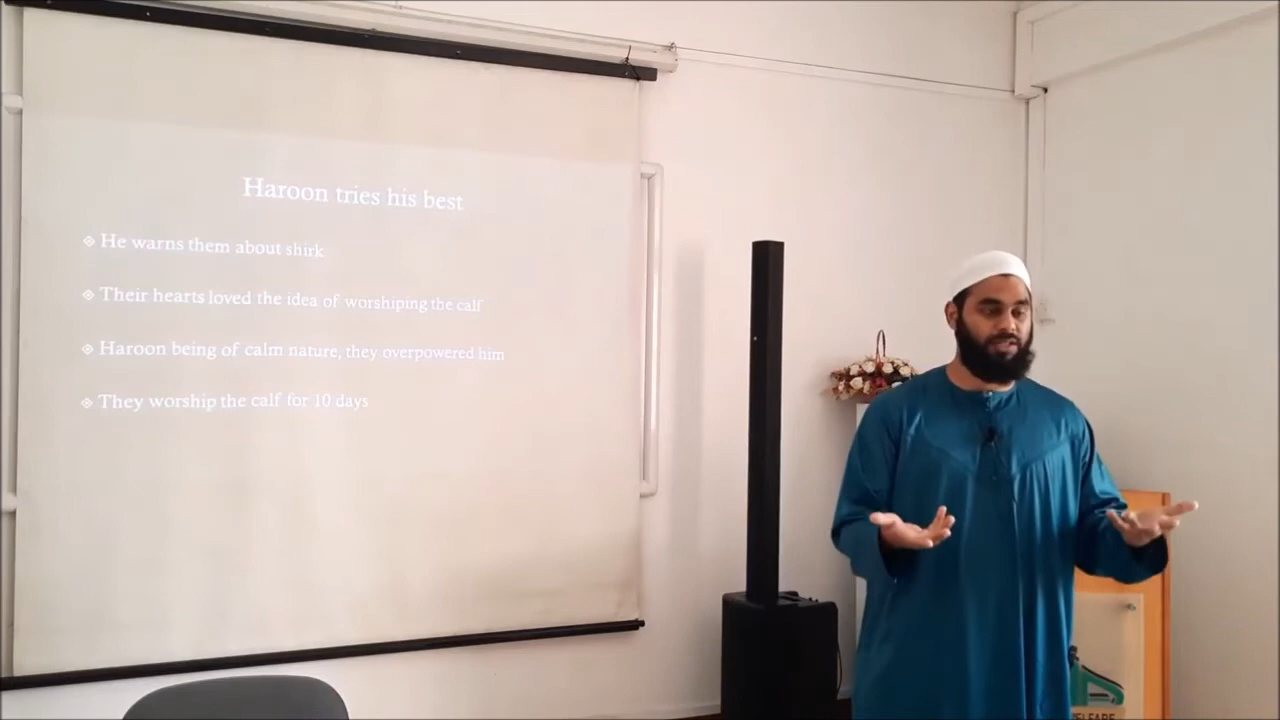 Haroon tries his best
He warns them about shirk
Their hearts loved the idea of worshiping the calf
Haroon being of calm nature, they overpowered him
They worship the calf for 10 days
ELFARE